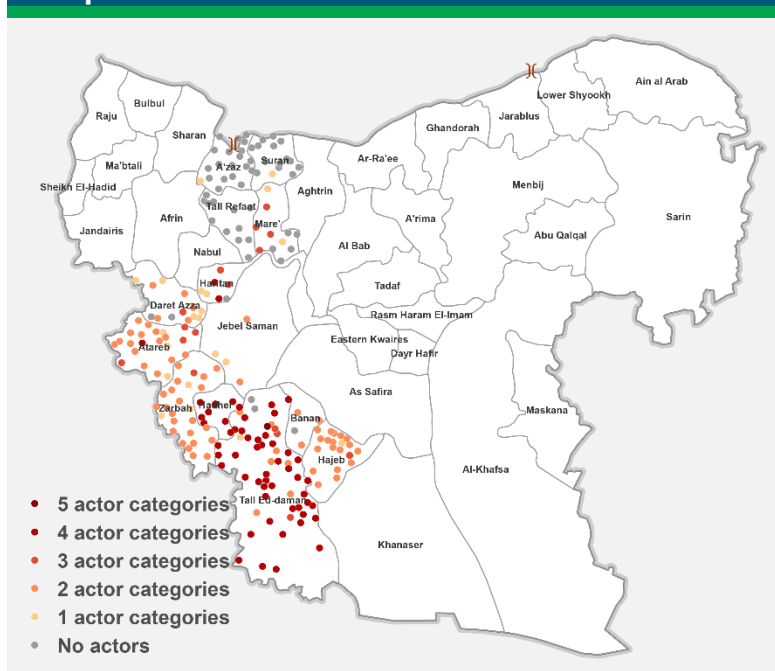 Ain al Arab
Lower Shyookh
Bulbul
Raju
Jarablus
Ghandorah
Sharan
Suran
Ar-Ra'ee
A'zaz
Ma'btali
Menbij
Sheikh El-Hadid
Aghtrin
Tall Refaat
Sarin
Afrin
A'rima
Mare'
Jandairis
Abu Qalqal
Al Bab
Nabul
Haritan
Tadaf
Daret Azza
Rasm Haram El-Imam
Jebel Saman
Eastern Kwaires
Atareb
Dayr Hafir
As Safira
Zarbah
Hadher
Maskana
Banan
Hajeb
Al-Khafsa
Tall Ed-daman
Khanaser
5 actor categories
4 actor categories
3 actor categories
2 actor categories
1 actor categories
No actors